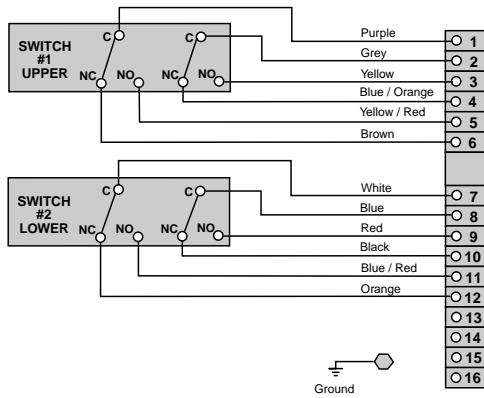 SWITCH
#1
UPPER
C
NC
NO
C
NC
NO
Purple
Grey
Yellow
Blue / Orange
Yellow / Red
Brown
1
2
3
4
5
6
SWITCH
#2
LOWER
C
NC
NO
C
NC
NO
White
Blue
Red
Black
Blue / Red
Orange
7
8
9
10
11
12
13
14
15
16
Ground